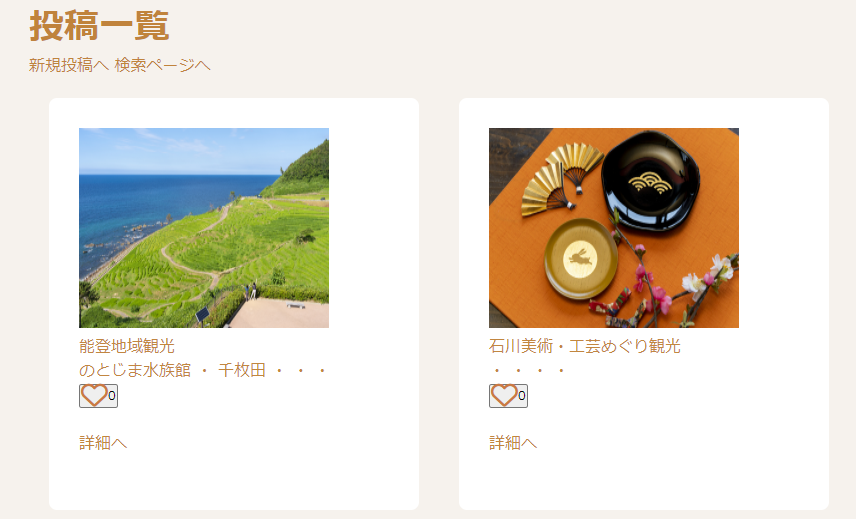 投稿一覧
新規投稿へ 検索ページへ
能登地域観光
のとじま水族館 ・ 千枚田 ・ ・ ・
0
詳細へ
石川美術・工芸めぐり観光
・ ・ ・ ・
0
詳細へ